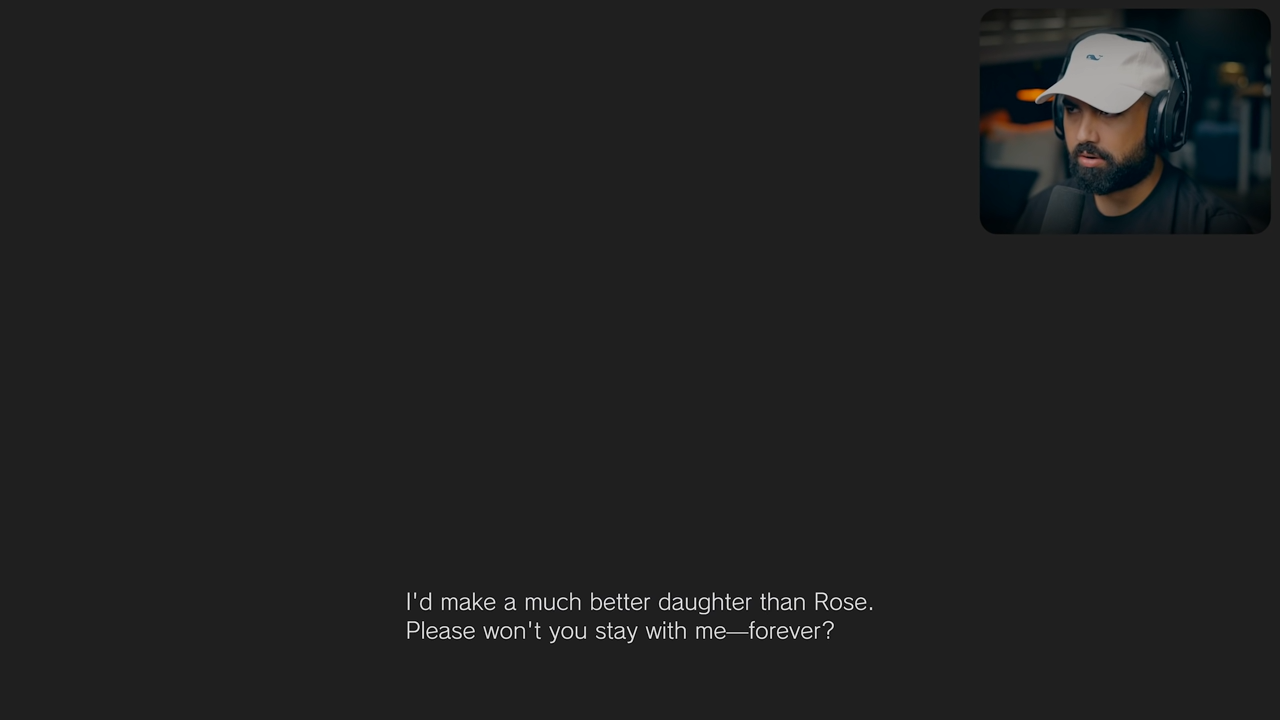 I'd make a much better daughter than Rose.
Please won't you stay with me—forever?